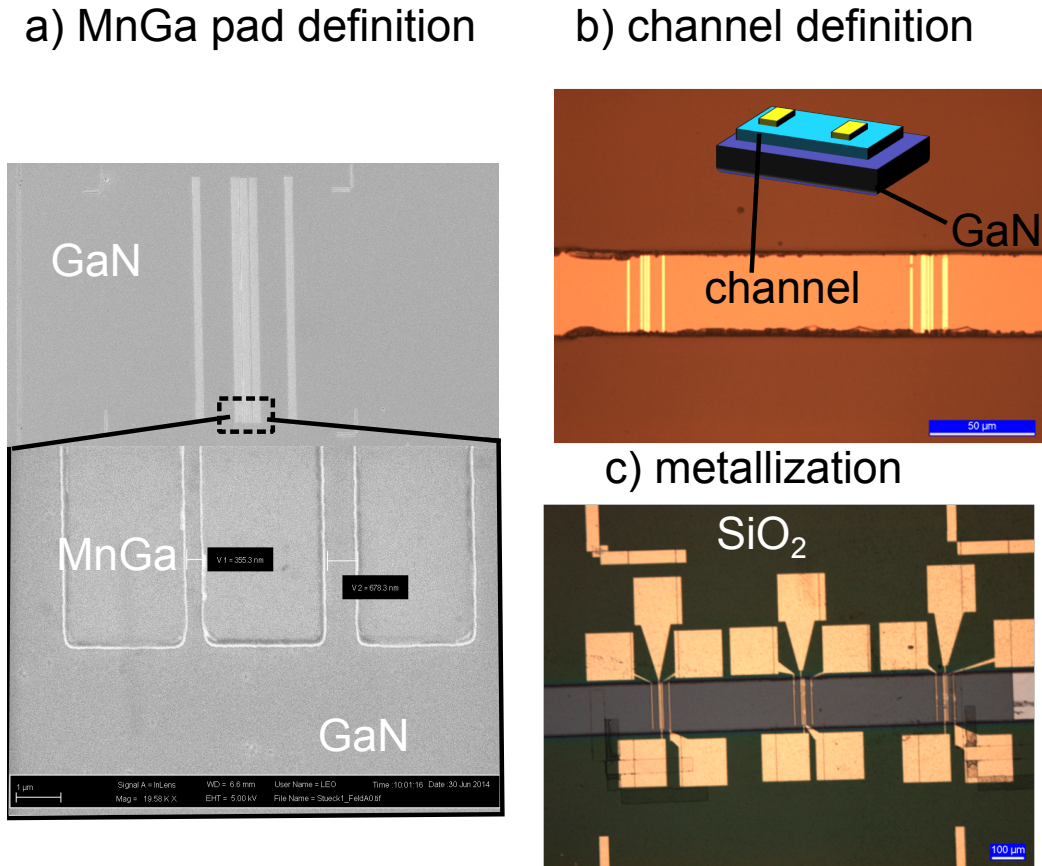 a) MnGa pad definition
b) channel definition
GaN
GaN
channel
50 µm
c) metallization
MnGa
V 1 = 355.3 nm
V 2 = 678.3 nm
GaN
1 µm
Signal A = InLens
Mag = 19.58 K X
WD = 6.6 mm
EHT = 5.00 kV
User Name = LEO
File Name = Stueck1_FeldA0.tif
Time :10:01:16
Date :30 Jun 2014
SiO₂
100 µm